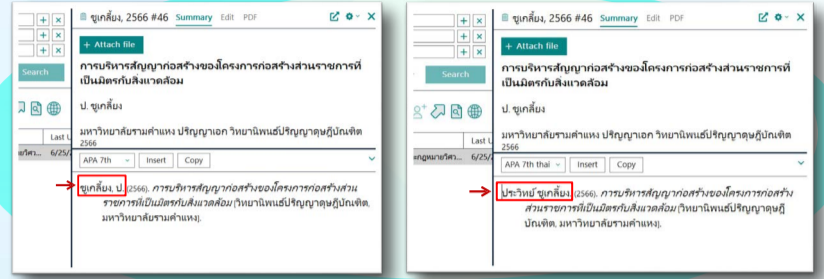 ชูเกลี้ยง, 2566 #46 Summary Edit PDF
+ Attach file
Search
การบริหารสัญญาก่อสร้างของโครงการก่อสร้างส่วนราชการที่
เป็นมิตรกับสิ่งแวดล้อม
ป. ชูเกลี้ยง
มหาวิทยาลัยรามคำแหง ปริญญาเอก วิทยานิพนธ์ปริญญาดุษฎีบัณฑิต
2566
Last U
6/25/
APA 7th Insert Copy
ชูเกลี้ยง, ป. (2566). การบริหารสัญญาก่อสร้างของโครงการก่อสร้างส่วน
รายการที่เป็นมิตรกับสิ่งแวดล้อม [วิทยานิพนธ์ปริญญาดุษฎีบัณฑิต,
มหาวิทยาลัยรามคำแหง].
ชูเกลี้ยง, 2566 #46 Summary Edit PDF
+ Attach file
Search
การบริหารสัญญาก่อสร้างของโครงการก่อสร้างส่วนราชการที่
เป็นมิตรกับสิ่งแวดล้อม
ป. ชูเกลี้ยง
มหาวิทยาลัยรามคำแหง ปริญญาเอก วิทยานิพนธ์ปริญญาดุษฎีบัณฑิต
2566
Last U
6/25/
APA 7th thai Insert Copy
ประวิทย์ ชูเกลี้ยง. (2566). การบริหารสัญญาก่อสร้างของโครงการก่อสร้าง
ส่วนรายการที่เป็นมิตรกับสิ่งแวดล้อม [วิทยานิพนธ์ปริญญาดุษฎี
บัณฑิต, มหาวิทยาลัยรามคำแหง].